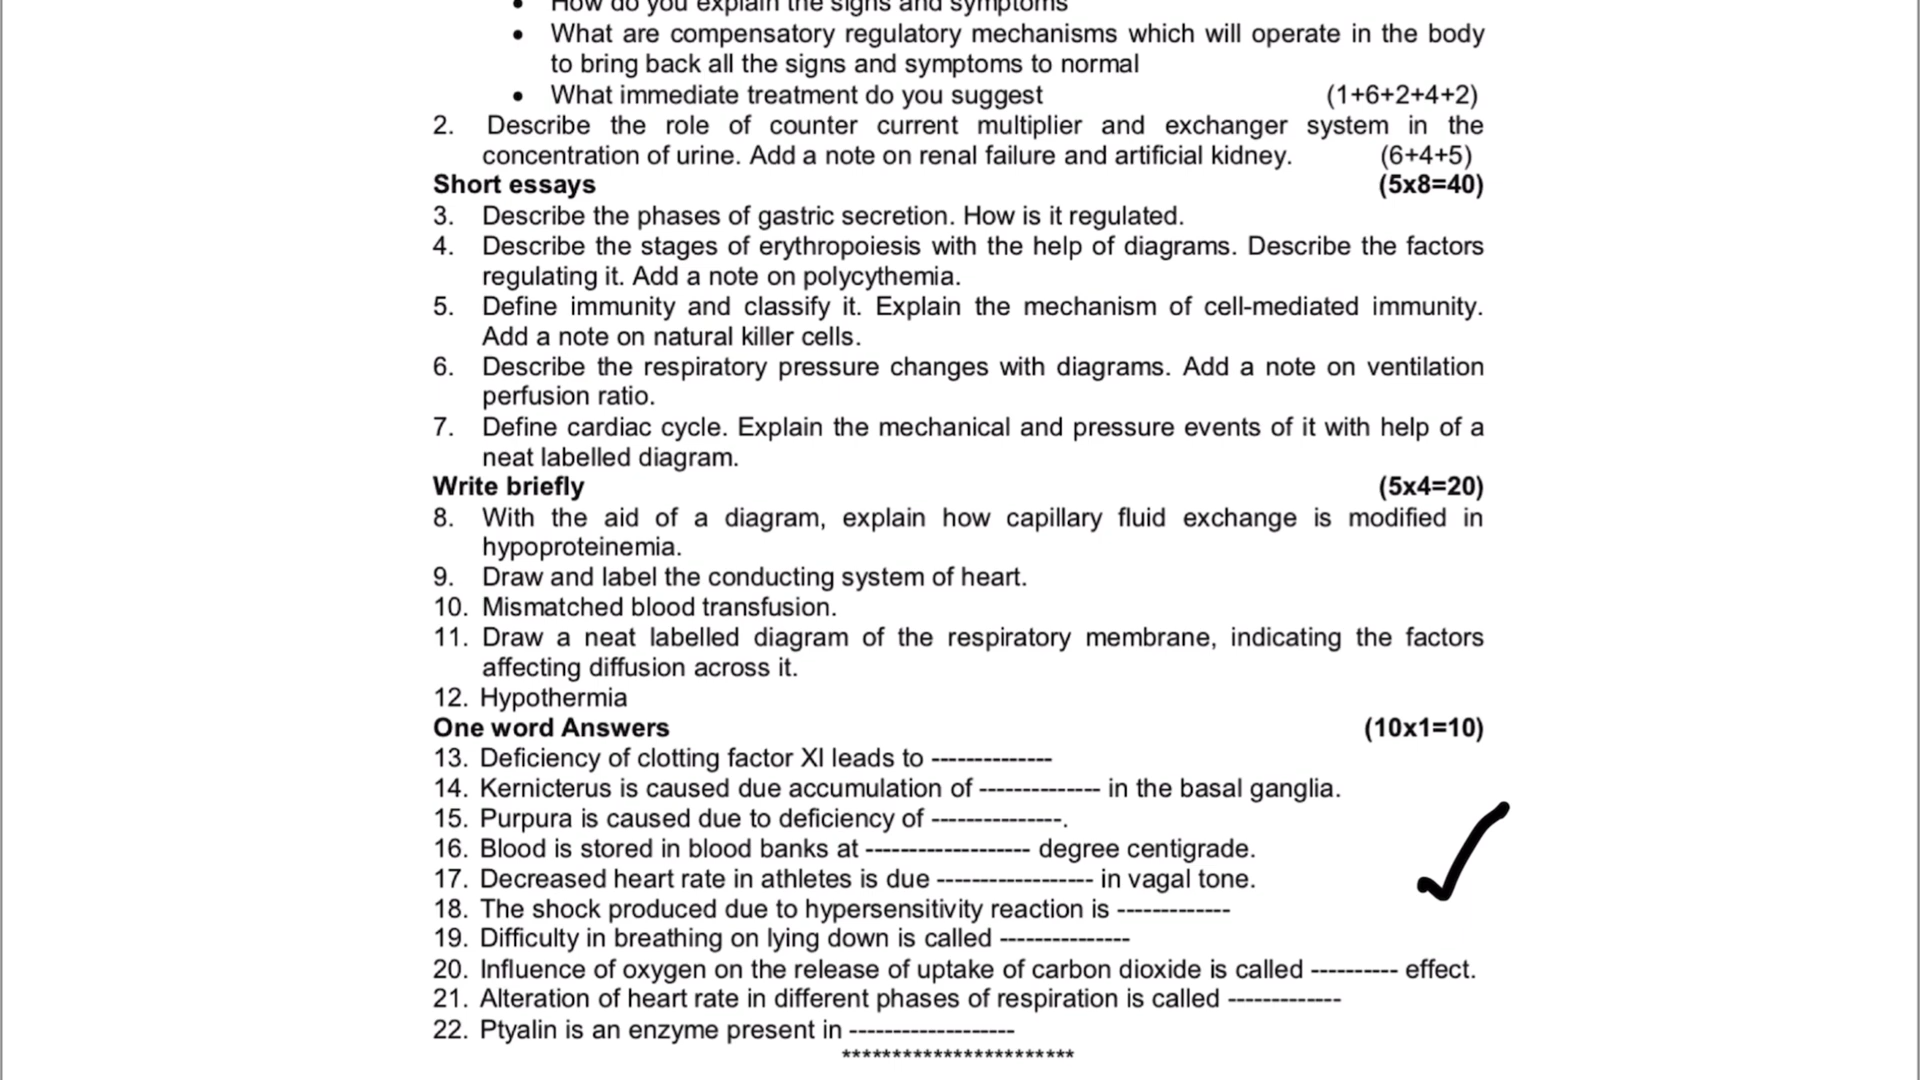 • How do you explain the signs and symptoms
• What are compensatory regulatory mechanisms which will operate in the body
to bring back all the signs and symptoms to normal
• What immediate treatment do you suggest (1+6+2+4+2)
2. Describe the role of counter current multiplier and exchanger system in the
concentration of urine. Add a note on renal failure and artificial kidney. (6+4+5)
Short essays (5x8=40)
3. Describe the phases of gastric secretion. How is it regulated.
4. Describe the stages of erythropoiesis with the help of diagrams. Describe the factors
regulating it. Add a note on polycythemia.
5. Define immunity and classify it. Explain the mechanism of cell-mediated immunity.
Add a note on natural killer cells.
6. Describe the respiratory pressure changes with diagrams. Add a note on ventilation
perfusion ratio.
7. Define cardiac cycle. Explain the mechanical and pressure events of it with help of a
neat labelled diagram.
Write briefly (5x4=20)
8. With the aid of a diagram, explain how capillary fluid exchange is modified in
hypoproteinemia.
9. Draw and label the conducting system of heart.
10. Mismatched blood transfusion.
11. Draw a neat labelled diagram of the respiratory membrane, indicating the factors
affecting diffusion across it.
12. Hypothermia
One word Answers (10x1=10)
13. Deficiency of clotting factor XI leads to --------------
14. Kernicterus is caused due accumulation of -------------- in the basal ganglia.
15. Purpura is caused due to deficiency of ---------------.
16. Blood is stored in blood banks at ------------------- degree centigrade.
17. Decreased heart rate in athletes is due ------------------ in vagal tone.
18. The shock produced due to hypersensitivity reaction is -------------
19. Difficulty in breathing on lying down is called ---------------
20. Influence of oxygen on the release of uptake of carbon dioxide is called ---------- effect.
21. Alteration of heart rate in different phases of respiration is called -------------
22. Ptyalin is an enzyme present in -------------------
***********************